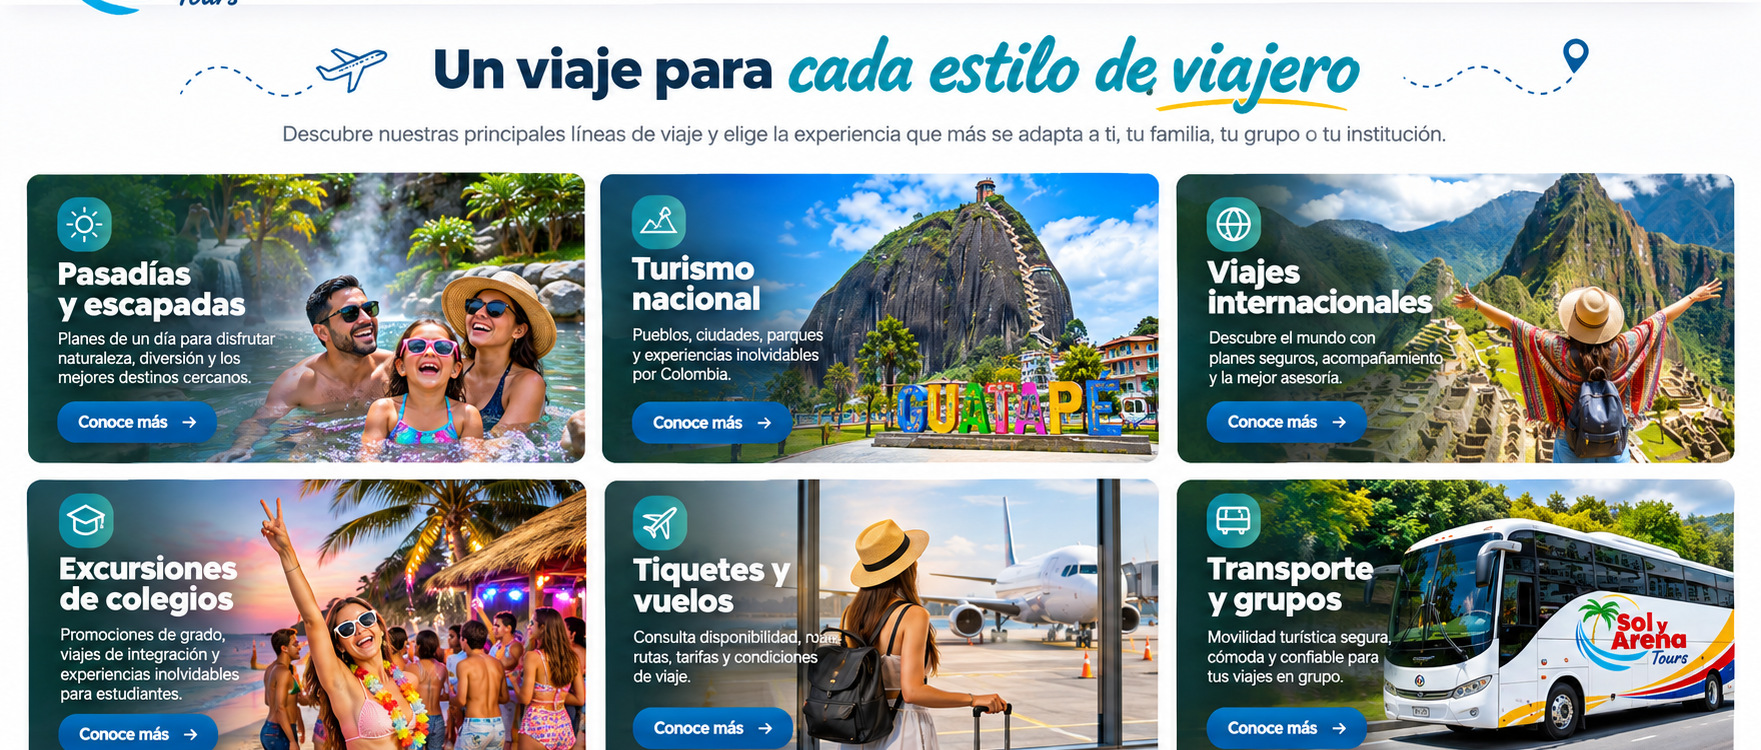 Tours
Un viaje para cada estilo de viajero
Descubre nuestras principales líneas de viaje y elige la experiencia que más se adapta a ti, tu familia, tu grupo o tu institución.
Pasadías
y escapadas
Planes de un día para disfrutar
naturaleza, diversión y los
mejores destinos cercanos.
Conoce más
Turismo
nacional
Pueblos, ciudades, parques
y experiencias inolvidables
por Colombia.
Conoce más
GUATAPÉ
Viajes
internacionales
Descubre el mundo con
planes seguros, acompañamiento
y la mejor asesoría.
Conoce más
Excursiones
de colegios
Promociones de grado,
viajes de integración y
experiencias inolvidables
para estudiantes.
Conoce más
Tiquetes y
vuelos
Consulta disponibilidad,
rutas, tarifas y condiciones
de viaje.
Conoce más
Transporte
y grupos
Movilidad turística segura,
cómoda y confiable para
tus viajes en grupo.
Conoce más
Sol y
Arena
Tours